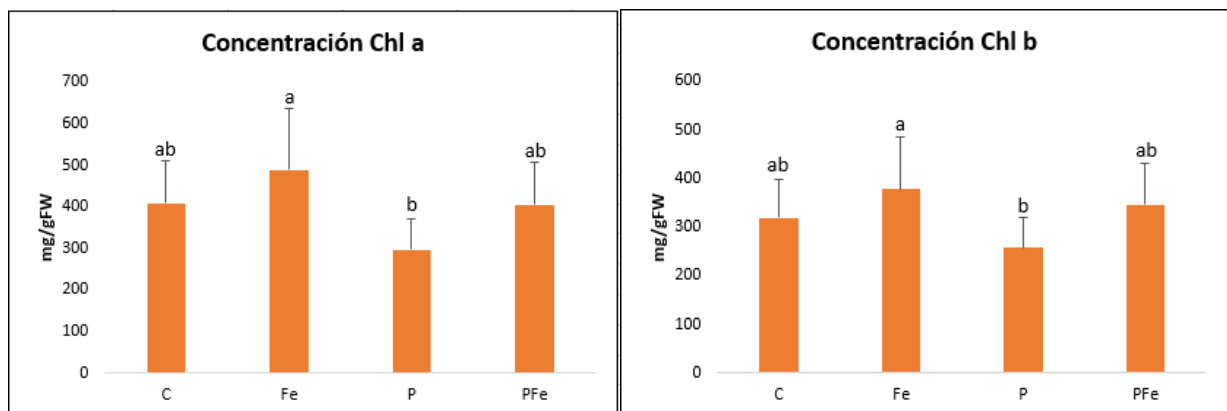 Concentración Chl a
700
600
500
400
300
200
100
0
mg/gFW
ab
a
b
ab
C Fe P PFe
Concentración Chl b
600
500
400
300
200
100
0
mg/gFW
ab
a
b
ab
C Fe P PFe